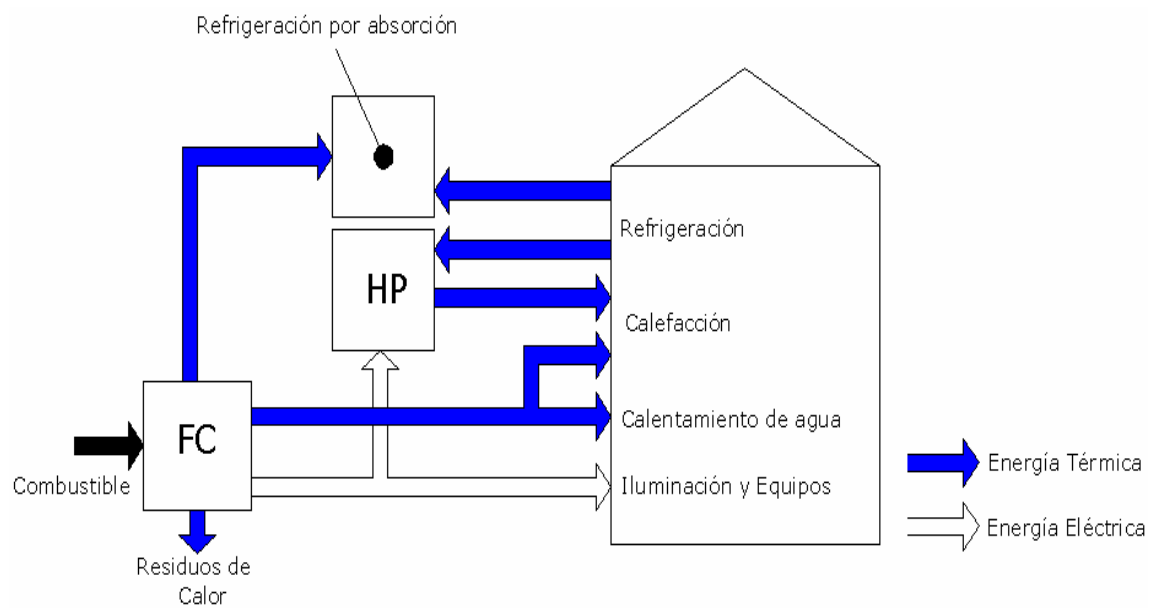 Refrigeración por absorción
Refrigeración
HP
Calefacción
FC
Calentamiento de agua
Combustible
Iluminación y Equipos
Residuos de
Calor
Energía Térmica
Energía Eléctrica